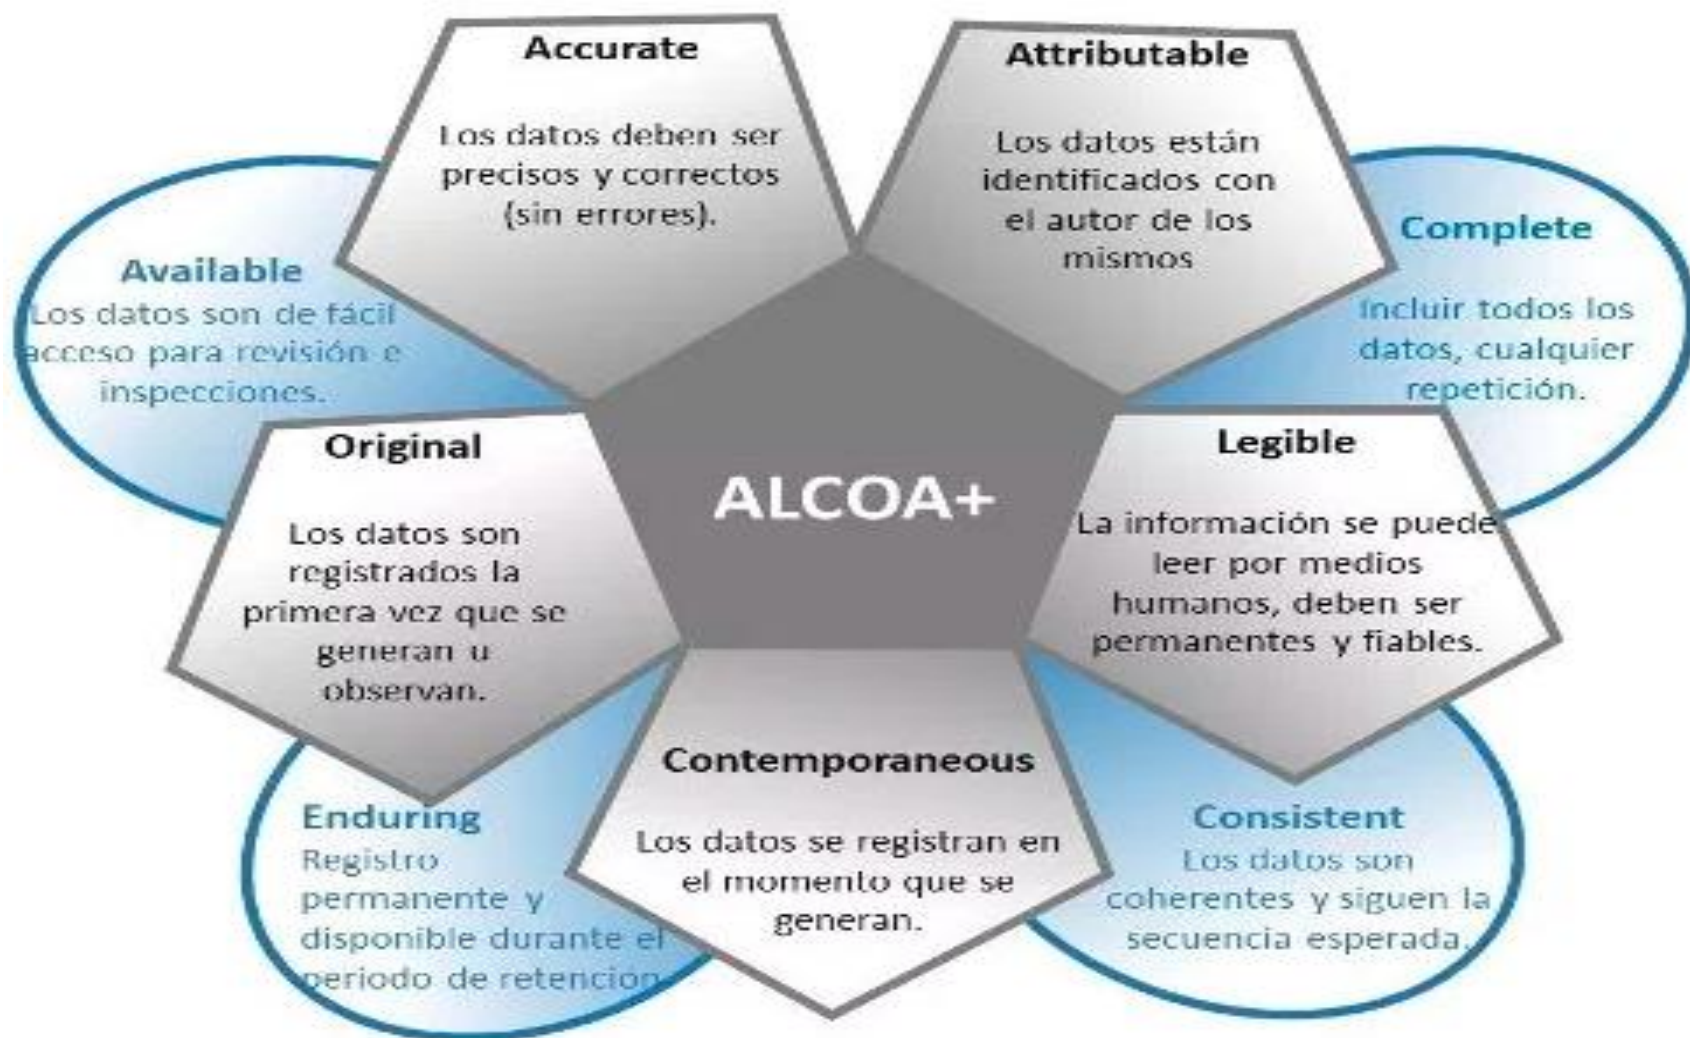 Accurate
Los datos deben ser
precisos y correctos
(sin errores).
Attributable
Los datos están
identificados con
el autor de los
mismos
Available
Los datos son de fácil
acceso para revisión e
inspecciones.
Complete
Incluir todos los
datos, cualquier
repetición.
Original
Los datos son
registrados la
primera vez que se
generan u
observan.
ALCOA+
Legible
La información se puede
leer por medios
humanos, deben ser
permanentes y fiables.
Enduring
Registro
permanente y
disponible durante el
periodo de retención
Contemporaneous
Los datos se registran en
el momento que se
generan.
Consistent
Los datos son
coherentes y siguen la
secuencia esperada.